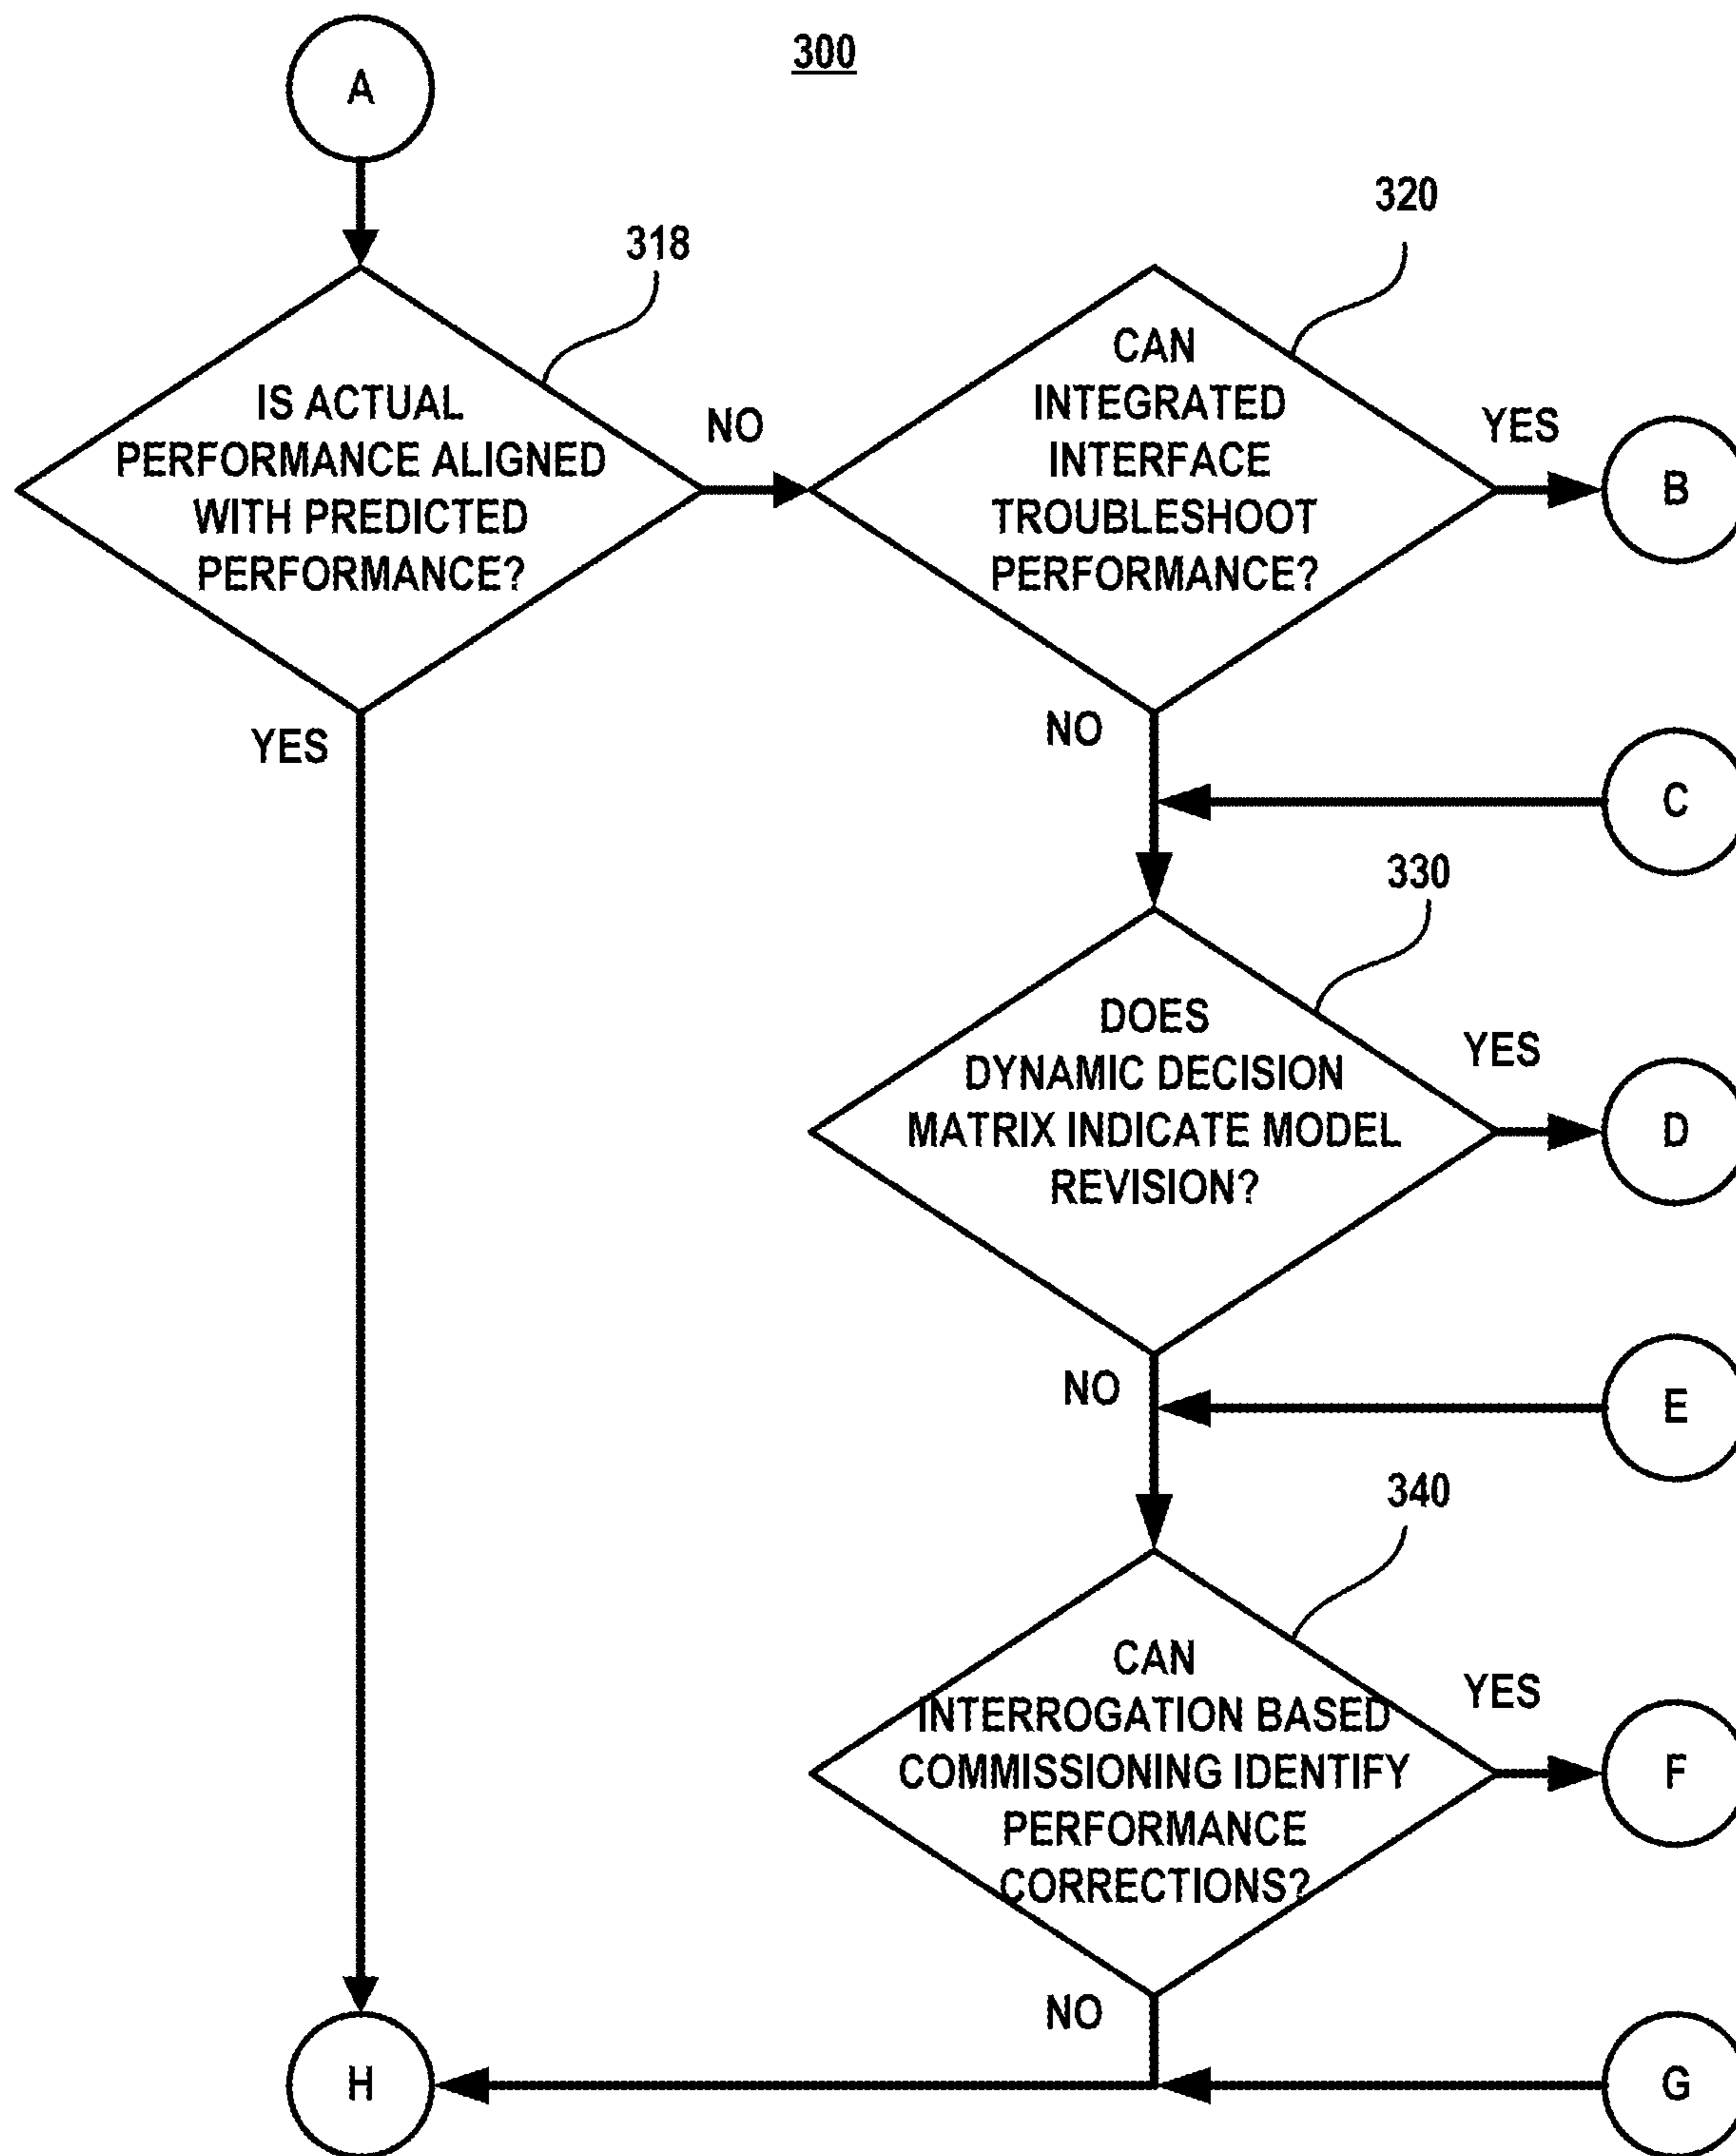 300
A
318
IS ACTUAL
PERFORMANCE ALIGNED
WITH PREDICTED
PERFORMANCE?
NO
YES
320
CAN
INTEGRATED
INTERFACE
TROUBLESHOOT
PERFORMANCE?
YES
B
NO
C
330
DOES
DYNAMIC DECISION
MATRIX INDICATE MODEL
REVISION?
YES
D
NO
E
340
CAN
INTERROGATION BASED
COMMISSIONING IDENTIFY
PERFORMANCE
CORRECTIONS?
YES
F
NO
H
G